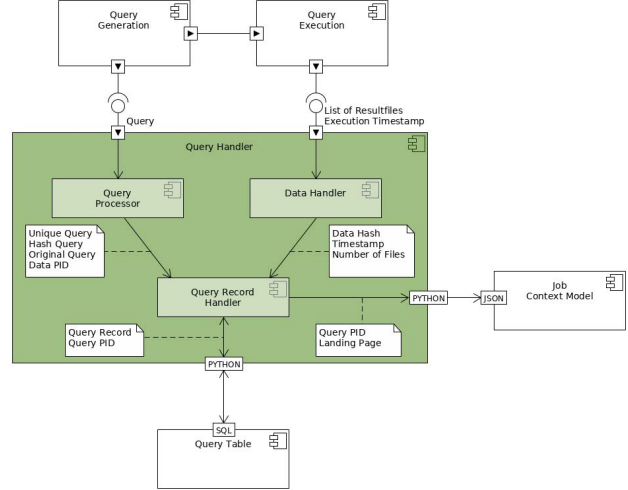 Query
Generation
Query
Execution
Query
List of Resultfiles
Execution Timestamp
Query Handler
Query
Processor
Data Handler
Unique Query
Hash Query
Original Query
Data PID
Data Hash
Timestamp
Number of Files
Query Record
Handler
PYTHON
JSON
Job
Context Model
Query Record
Query PID
Query PID
Landing Page
PYTHON
SQL
Query Table